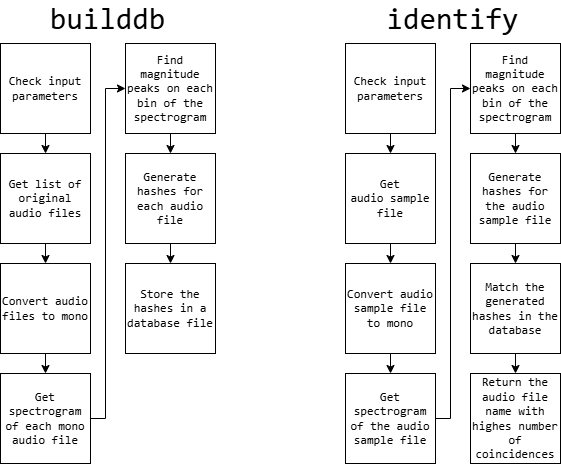 builddb
Check input
parameters
Get list of
original
audio files
Convert audio
files to mono
Get
spectrogram
of each mono
audio file
Find
magnitude
peaks on each
bin of the
spectrogram
Generate
hashes for
each audio
file
Store the
hashes in a
database file
identify
Check input
parameters
Get
audio sample
file
Convert audio
sample file
to mono
Get
spectrogram
of the audio
sample file
Find
magnitude
peaks on each
bin of the
spectrogram
Generate
hashes for
the audio
sample file
Match the
generated
hashes in the
database
Return the
audio file
name with
highes number
of
coincidences